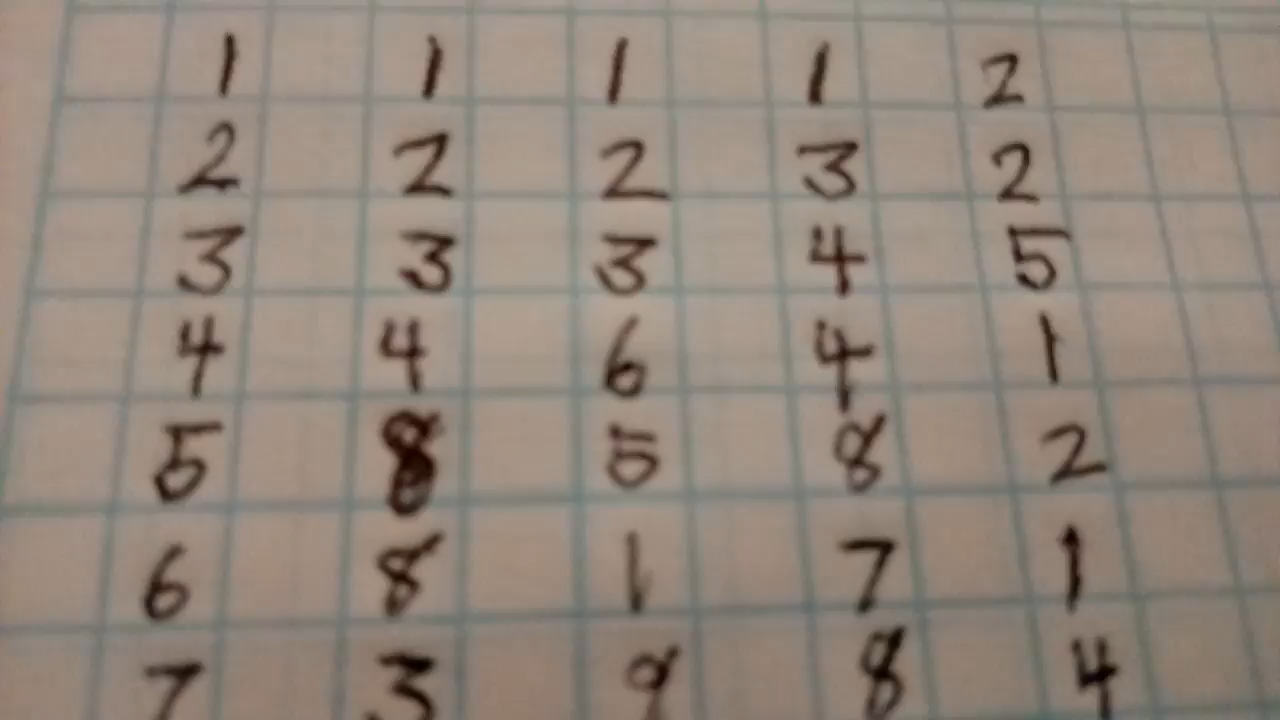 1 1 1 1 2
2 2 2 3 2
3 3 3 4 5
4 4 6 4 1
5 8 5 8 2
6 8 1 7 1
7 3 9 8 4